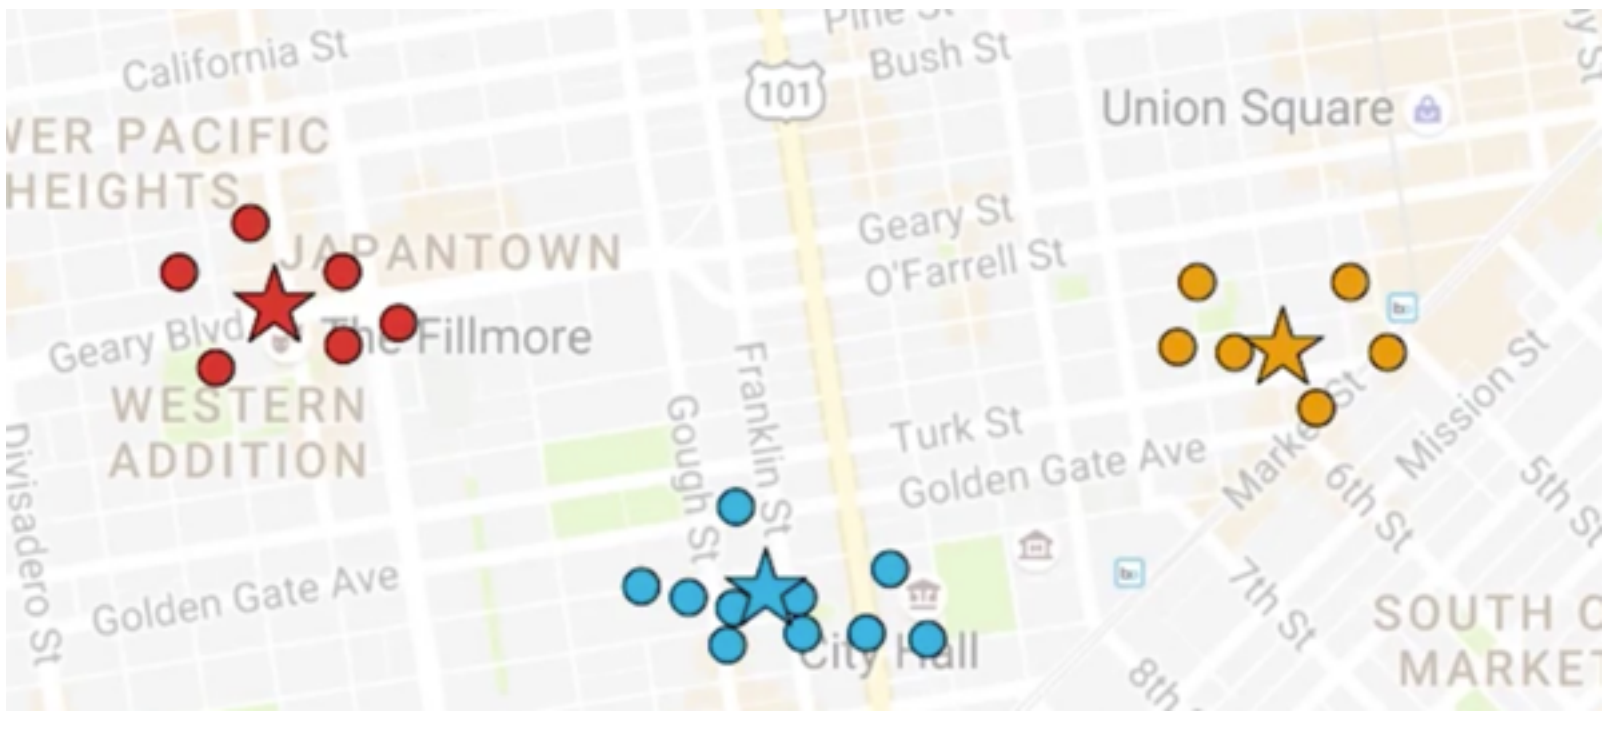 Pine St
California St
Bush St
101
Union Square
WER PACIFIC
HEIGHTS
Geary St
JAPANTOWN
O'Farrell St
Geary Blvd
The Fillmore
WESTERN
ADDITION
Divisadero St
Gough St
Franklin St
Turk St
Golden Gate Ave
Market St
Mission St
6th St
5th St
7th St
Golden Gate Ave
City Hall
SOUTH O
MARKET
8th